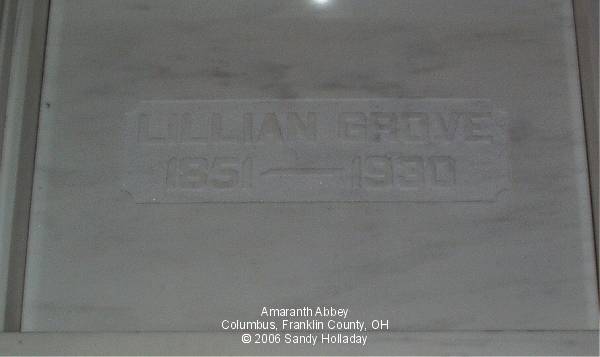 LILLIAN GROVE
1851 — 1930
Amaranth Abbey
Columbus, Franklin County, OH
© 2006 Sandy Holladay